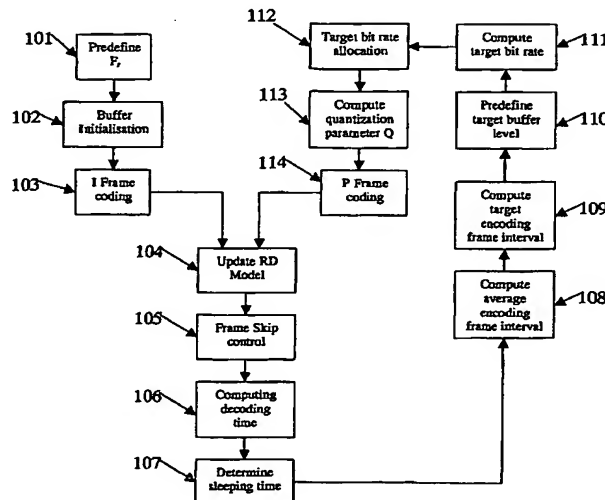 101
Predefine
Fr
102
Buffer
Initialisation
103
I Frame
coding
104
Update RD
Model
105
Frame Skip
control
106
Computing
decoding
time
107
Determine
sleeping time
108
Compute
average
encoding
frame interval
109
Compute
target
encoding
frame interval
110
Predefine
target buffer
level
111
Compute
target bit rate
112
Target bit rate
allocation
113
Compute
quantization
parameter Q
114
P Frame
coding